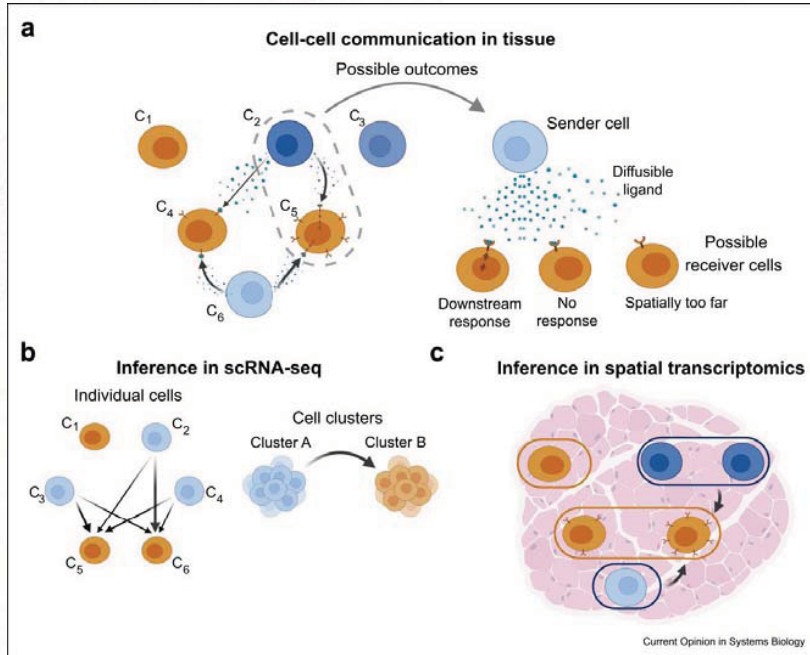 a
Cell-cell communication in tissue
Possible outcomes
C1
C2
C3
Sender cell
Diffusible
ligand
C4
C5
Possible
receiver cells
C6
Downstream
response
No
response
Spatially too far
b
Inference in scRNA-seq
Individual cells
C1
C2
Cell clusters
Cluster A
Cluster B
C3
C4
C5
C6
c
Inference in spatial transcriptomics
Current Opinion in Systems Biology